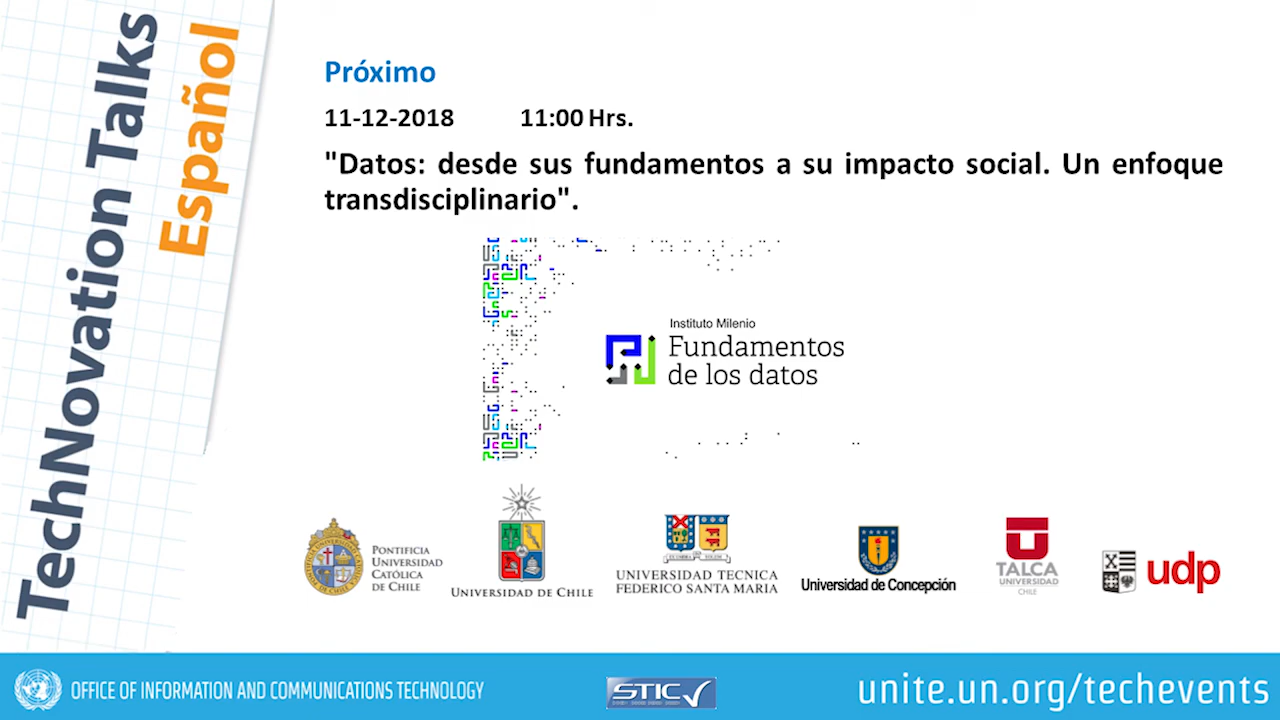 TechNovation Talks
Español
Próximo
11-12-2018 11:00 Hrs.
"Datos: desde sus fundamentos a su impacto social. Un enfoque
transdisciplinario".
Instituto Milenio
Fundamentos
de los datos
PONTIFICIA
UNIVERSIDAD
CATÓLICA
DE CHILE
UNIVERSIDAD DE CHILE
UNIVERSIDAD TECNICA
FEDERICO SANTA MARIA
Universidad de Concepción
TALCA
UNIVERSIDAD
CHILE
udp
OFFICE OF INFORMATION AND COMMUNICATIONS TECHNOLOGY
STIC
unite.un.org/techevents